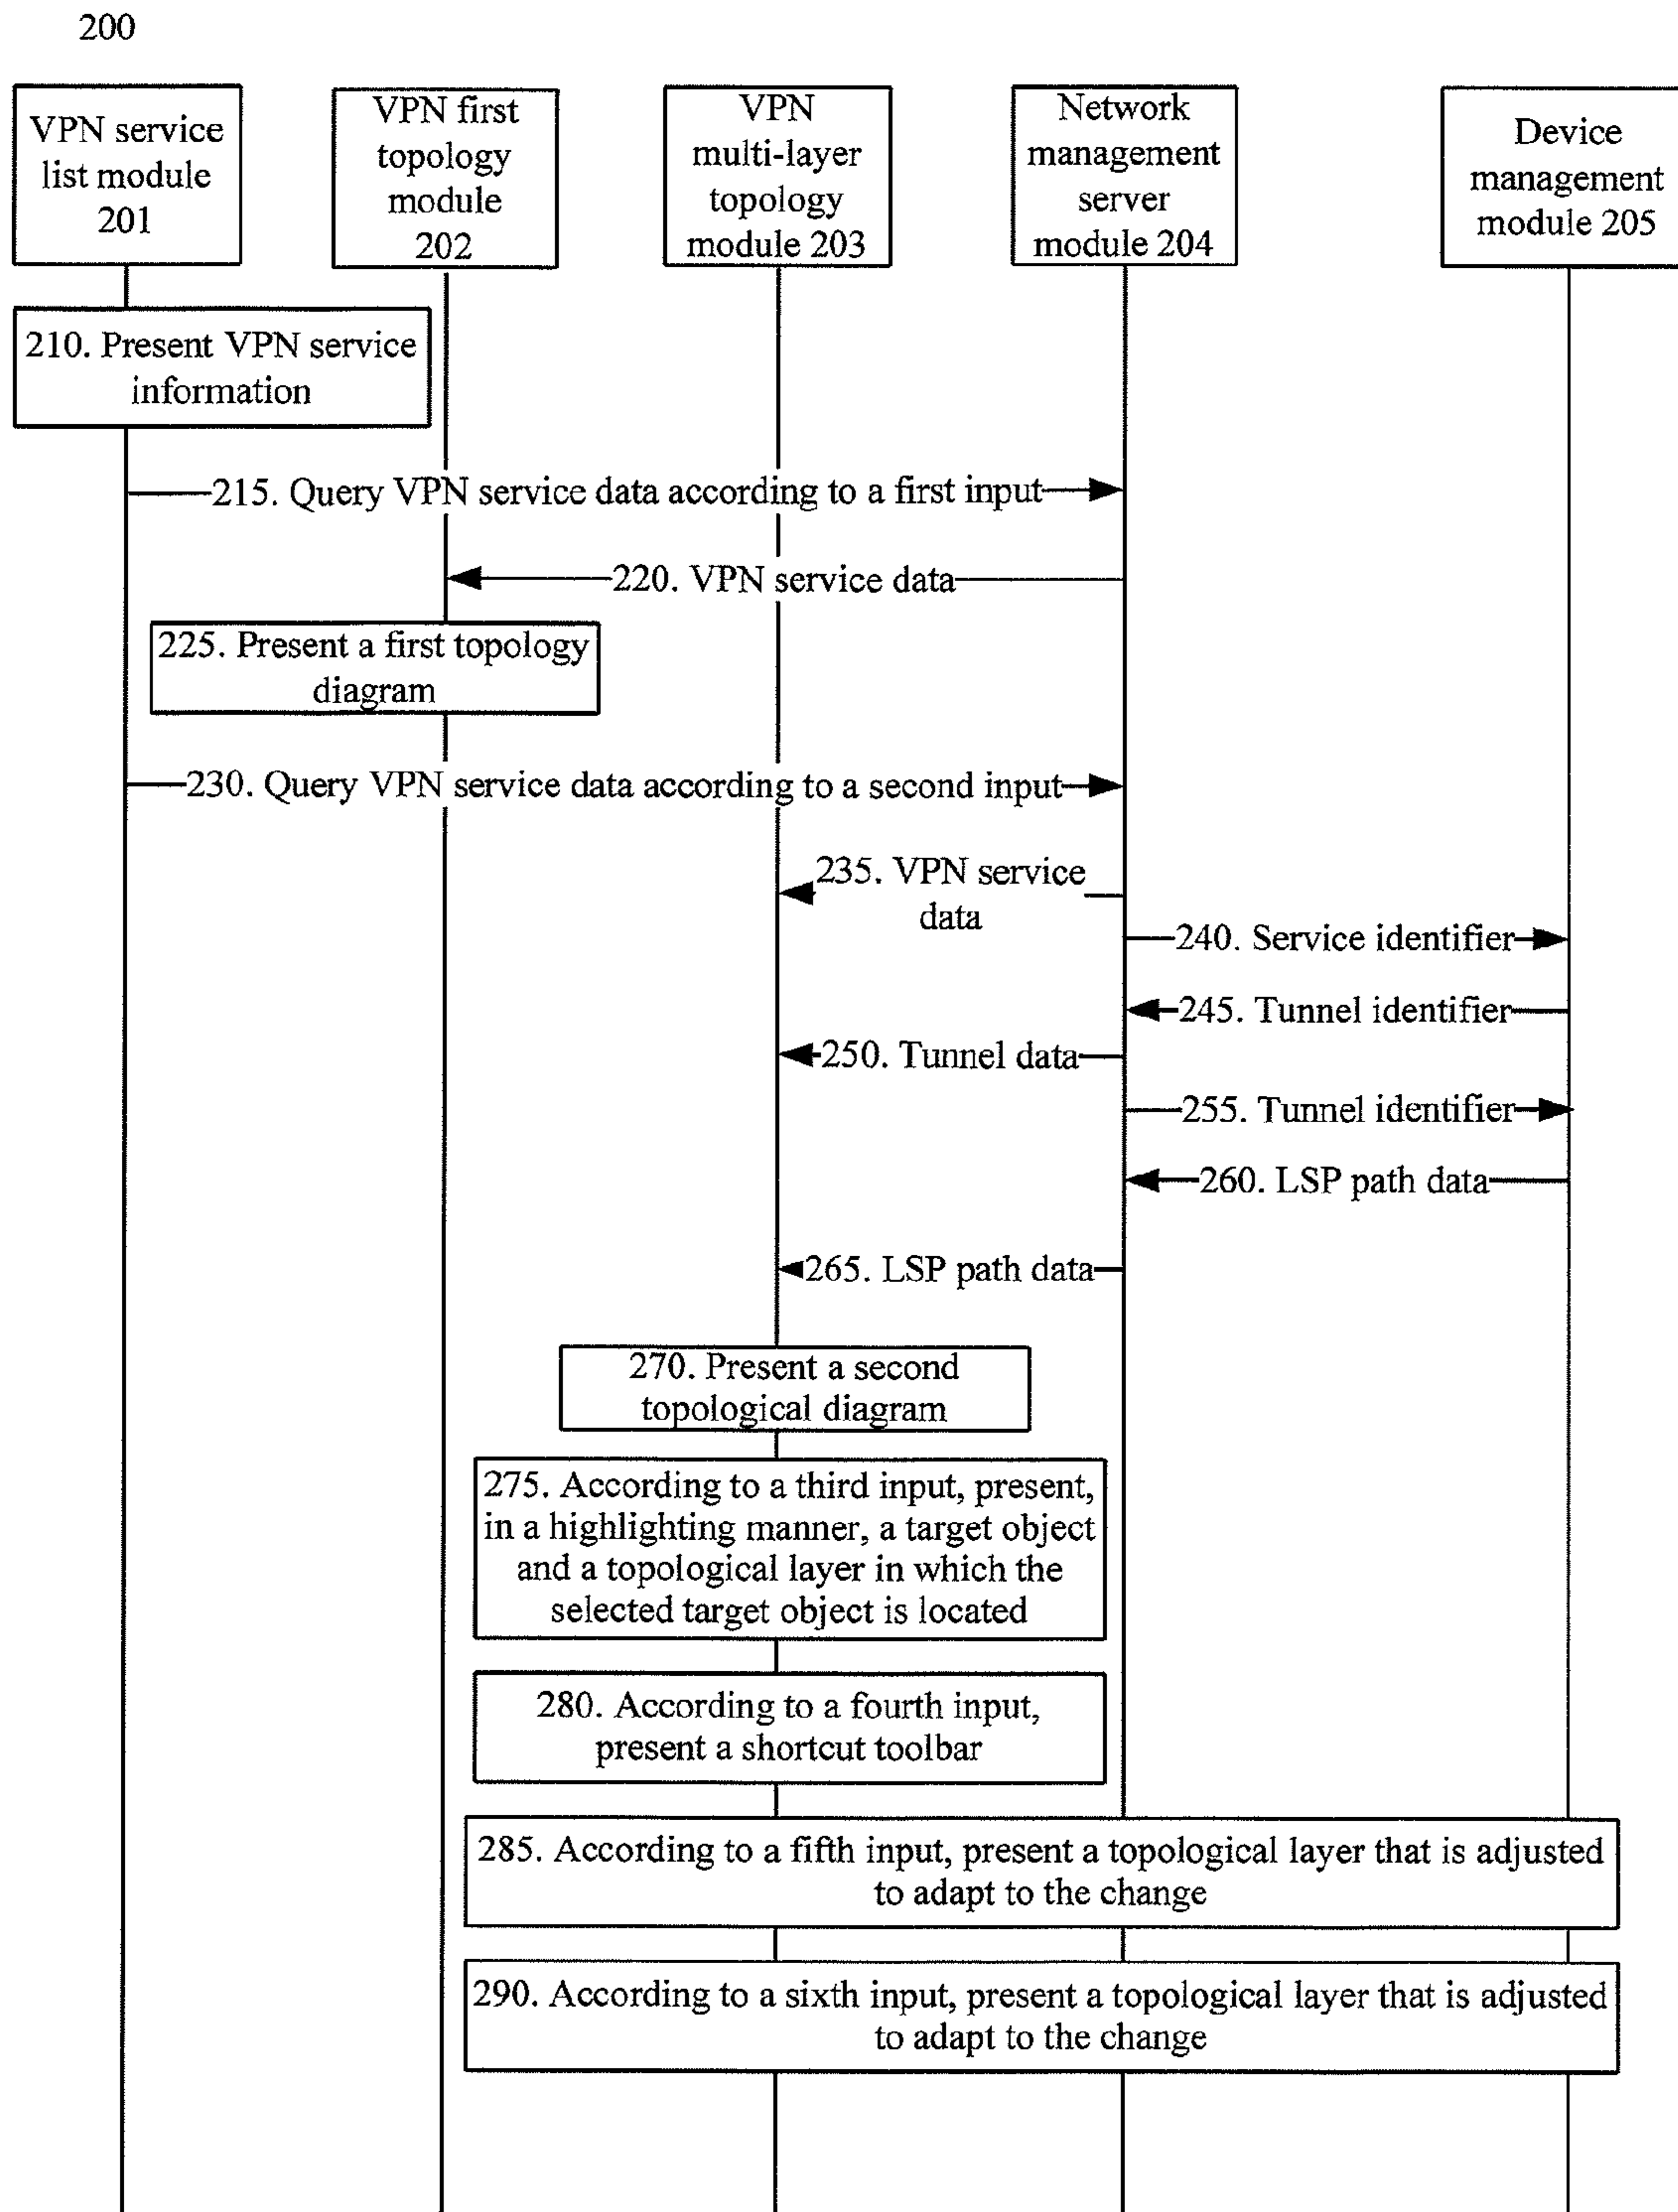 200
VPN service
list module
201
VPN first
topology
module
202
VPN
multi-layer
topology
module 203
Network
management
server
module 204
Device
management
module 205
210. Present VPN service
information
215. Query VPN service data according to a first input
220. VPN service data
225. Present a first topology
diagram
230. Query VPN service data according to a second input
235. VPN service
data
240. Service identifier
245. Tunnel identifier
250. Tunnel data
255. Tunnel identifier
260. LSP path data
265. LSP path data
270. Present a second
topological diagram
275. According to a third input, present,
in a highlighting manner, a target object
and a topological layer in which the
selected target object is located
280. According to a fourth input,
present a shortcut toolbar
285. According to a fifth input, present a topological layer that is adjusted
to adapt to the change
290. According to a sixth input, present a topological layer that is adjusted
to adapt to the change